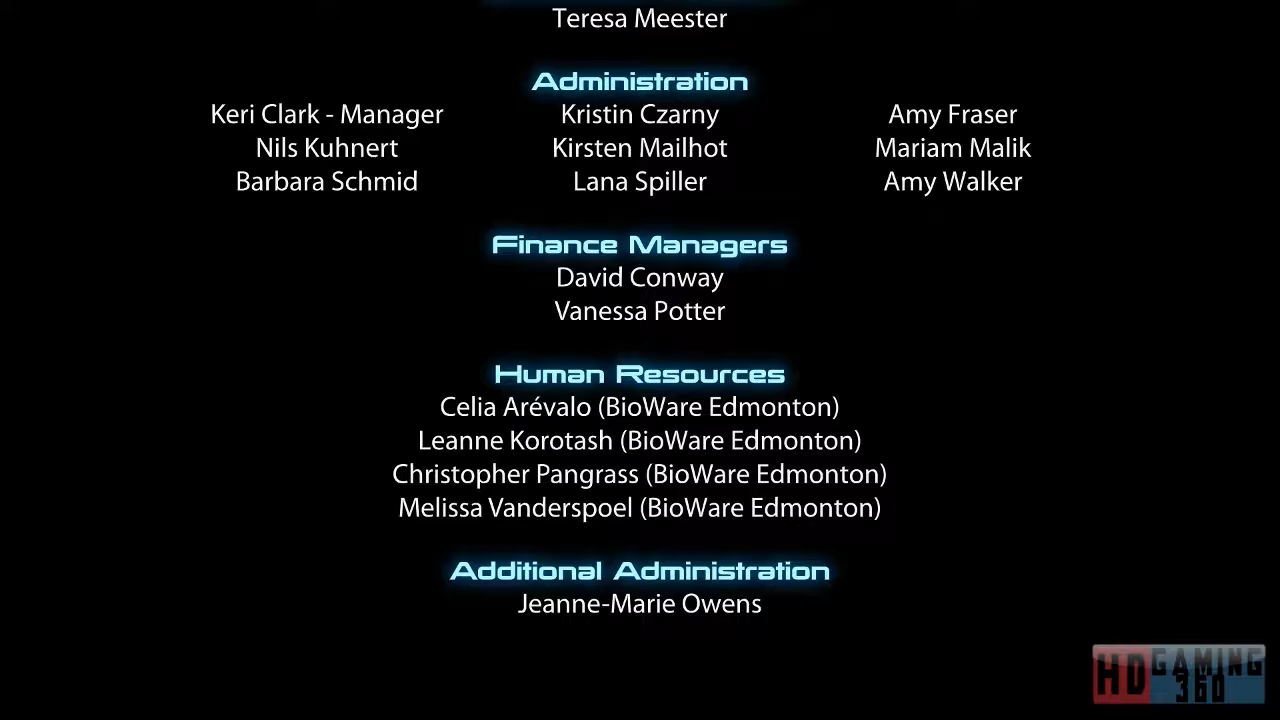 Teresa Meester
Administration
Keri Clark - Manager Kristin Czarny Amy Fraser
Nils Kuhnert Kirsten Mailhot Mariam Malik
Barbara Schmid Lana Spiller Amy Walker
Finance Managers
David Conway
Vanessa Potter
Human Resources
Celia Arévalo (BioWare Edmonton)
Leanne Korotash (BioWare Edmonton)
Christopher Pangrass (BioWare Edmonton)
Melissa Vanderspoel (BioWare Edmonton)
Additional Administration
Jeanne-Marie Owens
HD GAMING
360